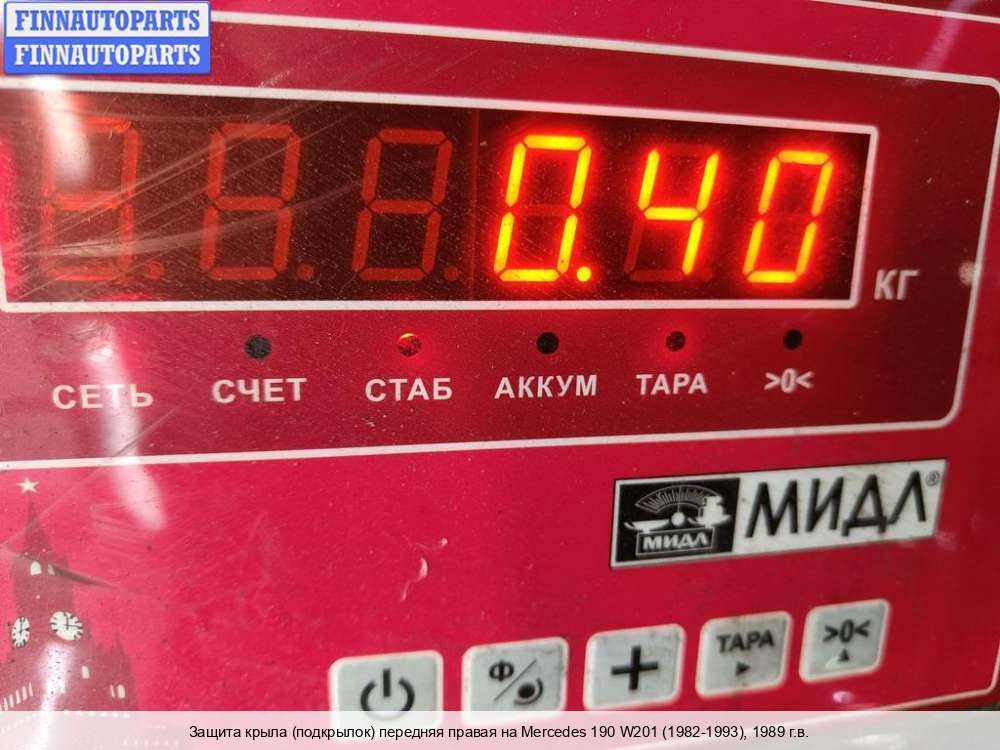 FINNAUTOPARTS
FINNAUTOPARTS
0.40
КГ
СЕТЬ СЧЕТ СТАБ АККУМ ТАРА >0<
МИДЛ МИДЛ®
Ф
+
ТАРА
>0<
Защита крыла (подкрылок) передняя правая на Mercedes 190 W201 (1982-1993), 1989 г.в.